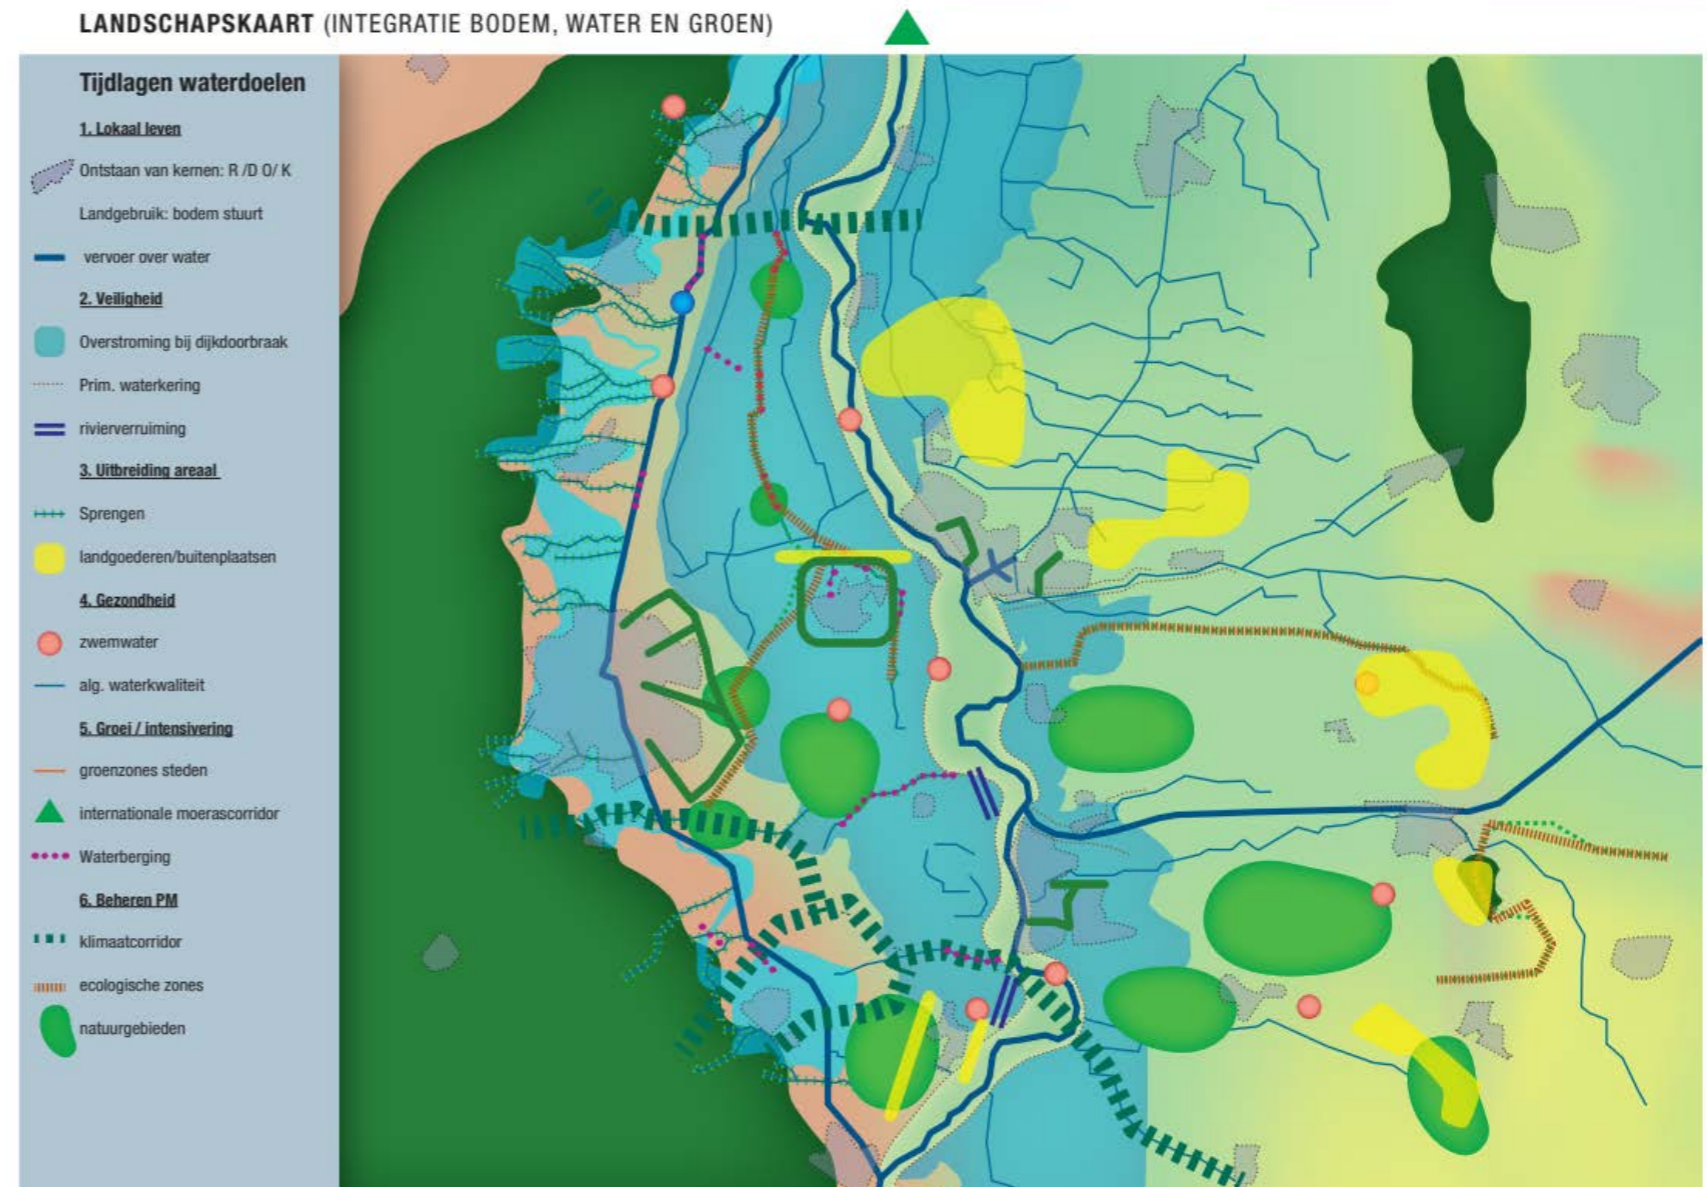 LANDSCHAPSKAART (INTEGRATIE BODEM, WATER EN GROEN)
Tijdlagen waterdoelen
1. Lokaal leven
Ontstaan van kernen: R /D O/ K
Landgebruik: bodem stuurt
vervoer over water
2. Veiligheid
Overstroming bij dijkdoorbraak
Prim. waterkering
rivierverruiming
3. Uitbreiding areaal
Sprengen
landgoederen/buitenplaatsen
4. Gezondheid
zwemwater
alg. waterkwaliteit
5. Groei / intensivering
groenzones steden
internationale moerascorridor
Waterberging
6. Beheren PM
klimaatcorridor
ecologische zones
natuurgebieden